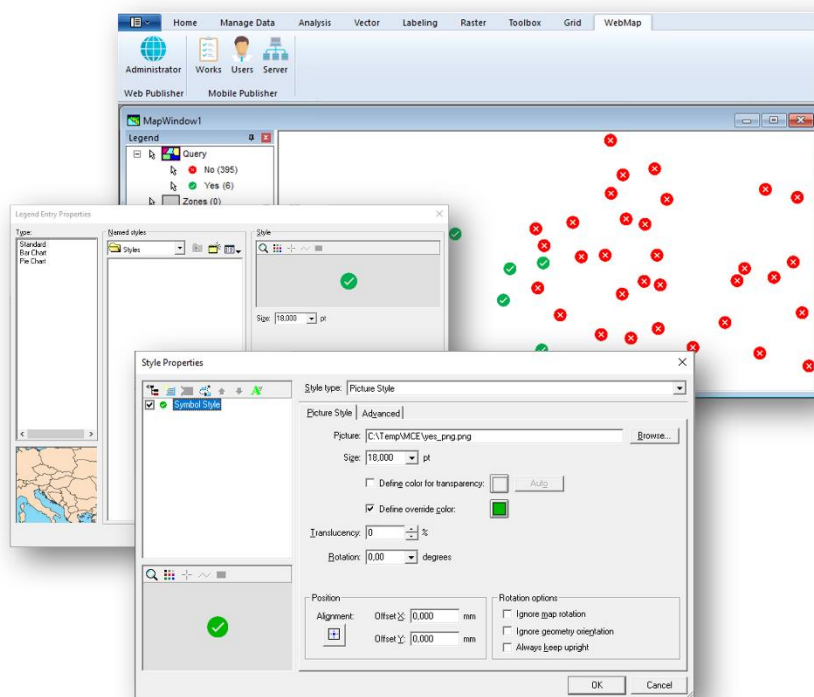 Home Manage Data Analysis Vector Labeling Raster Toolbox Grid WebMap
Administrator Works Users Server
Web Publisher Mobile Publisher
MapWindow1
Legend
Query
No (395)
Yes (6)
Zones (0)
Legend Entry Properties
Type:
Standard
Bar Chart
Pie Chart
Named styles
Styles
Style
Size: 18,000 pt
Style Properties
Symbol Style
Style type: Picture Style
Picture Style Advanced
Picture: C:\Temp\MCE\yes_png.png Browse...
Size: 18,000 pt
Define color for transparency: Auto
Define override color:
Translucency: 0 %
Rotation: 0,00 degrees
Position
Alignment: Offset X: 0,000 mm
Offset Y: 0,000 mm
Rotation options
Ignore map rotation
Ignore geometry orientation
Always keep upright
OK Cancel